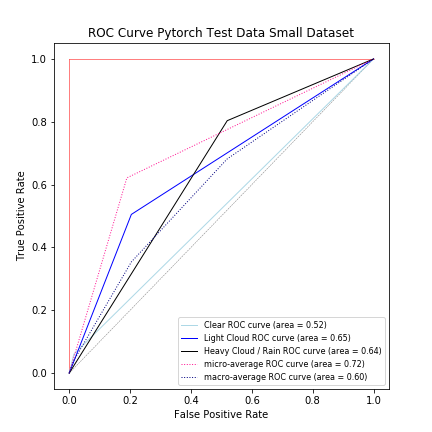 ROC Curve Pytorch Test Data Small Dataset
True Positive Rate
1.0
0.8
0.6
0.4
0.2
0.0
Clear ROC curve (area = 0.52)
Light Cloud ROC curve (area = 0.65)
Heavy Cloud / Rain ROC curve (area = 0.64)
micro-average ROC curve (area = 0.72)
macro-average ROC curve (area = 0.60)
0.0 0.2 0.4 0.6 0.8 1.0
False Positive Rate